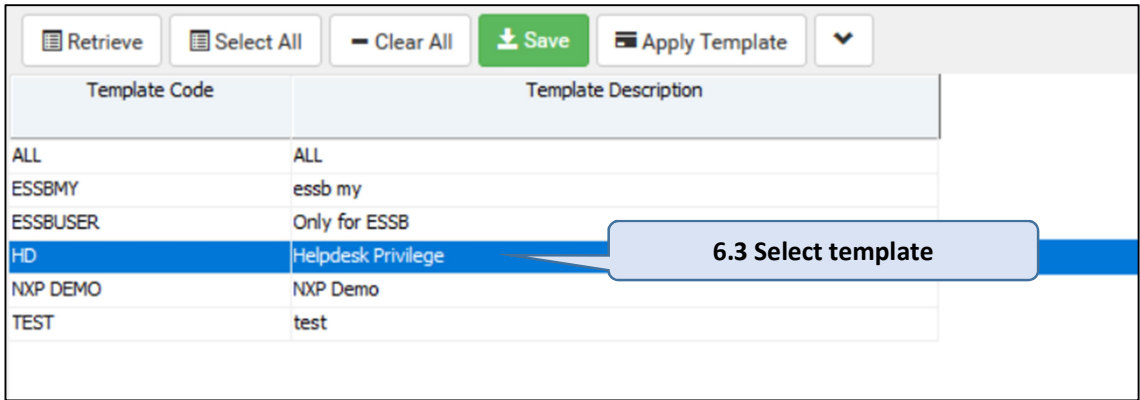 Retrieve Select All Clear All Save Apply Template
Template Code Template Description
ALL ALL
ESSBMY essb my
ESSBUSER Only for ESSB
HD Helpdesk Privilege 6.3 Select template
NXP DEMO NXP Demo
TEST test